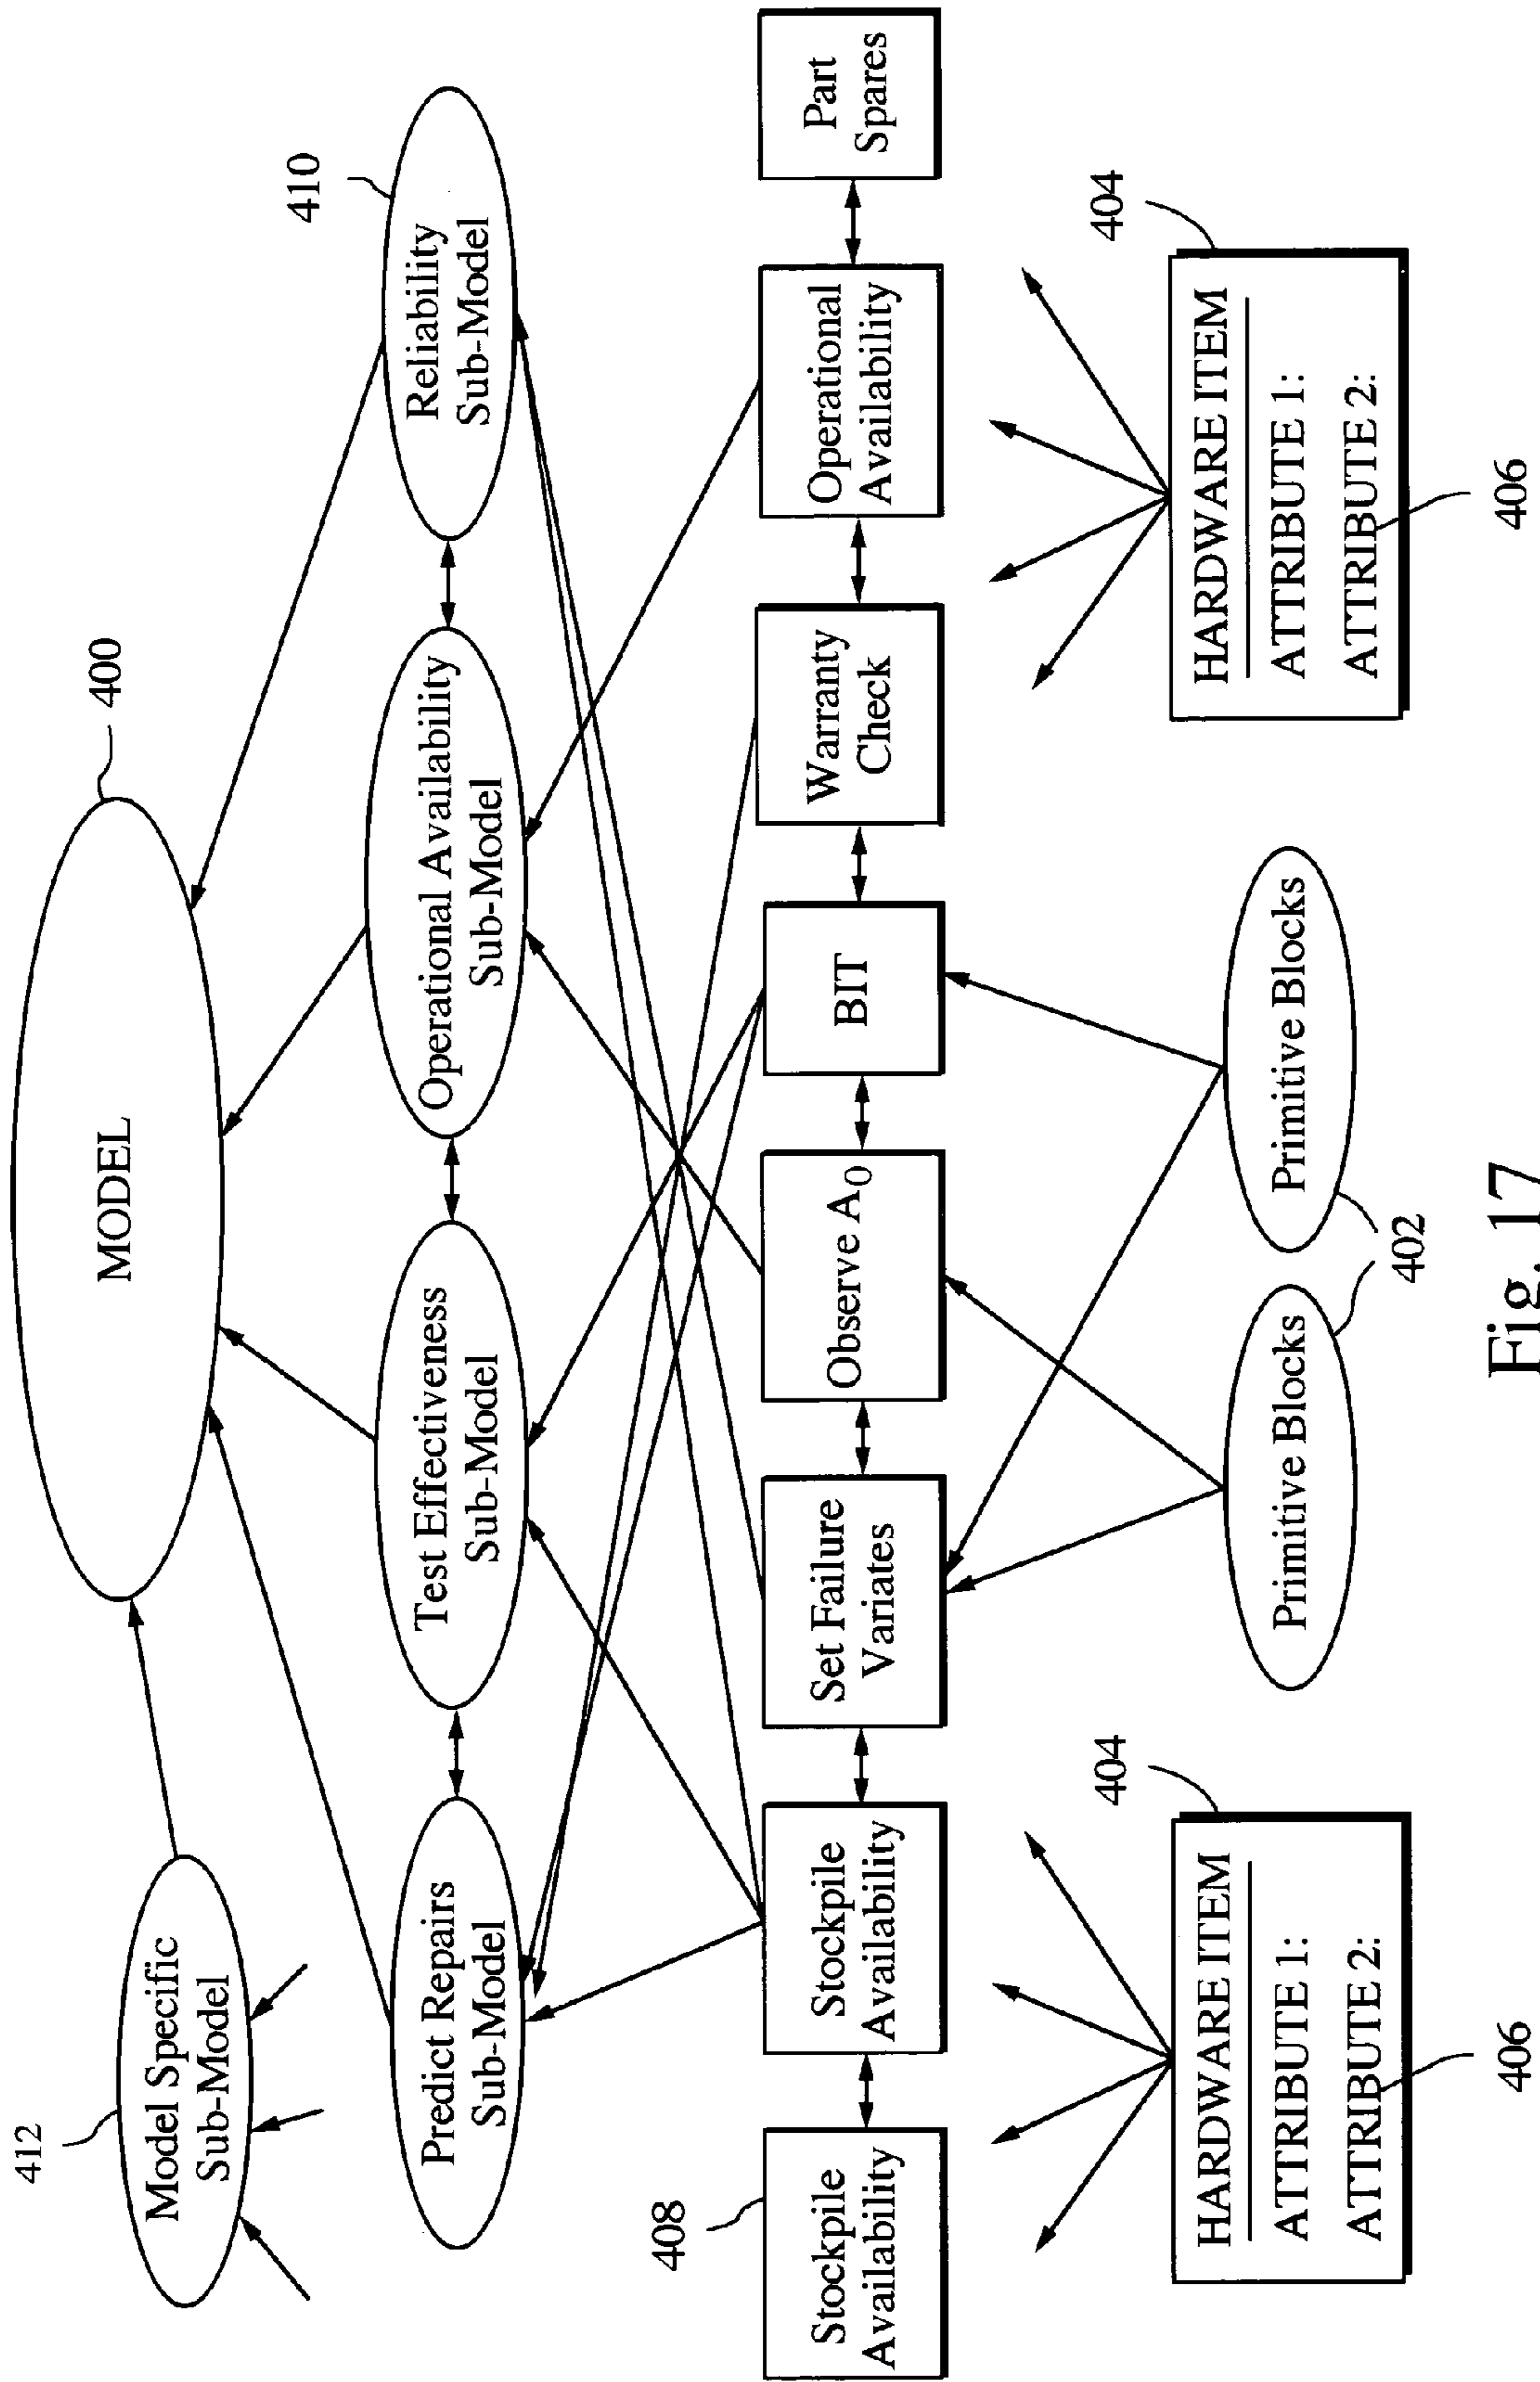 412
Model Specific
Sub-Model
MODEL
400
Predict Repairs
Sub-Model
Test Effectiveness
Sub-Model
Operational Availability
Sub-Model
Reliability
Sub-Model
410
408
Stockpile
Availability
Stockpile
Availability
Set Failure
Variates
Observe A0
BIT
Warranty
Check
Operational
Availability
Part
Spares
HARDWARE ITEM
ATTRIBUTE 1:
ATTRIBUTE 2:
404
406
Primitive Blocks
Primitive Blocks
402
HARDWARE ITEM
ATTRIBUTE 1:
ATTRIBUTE 2:
404
406
Fig. 17